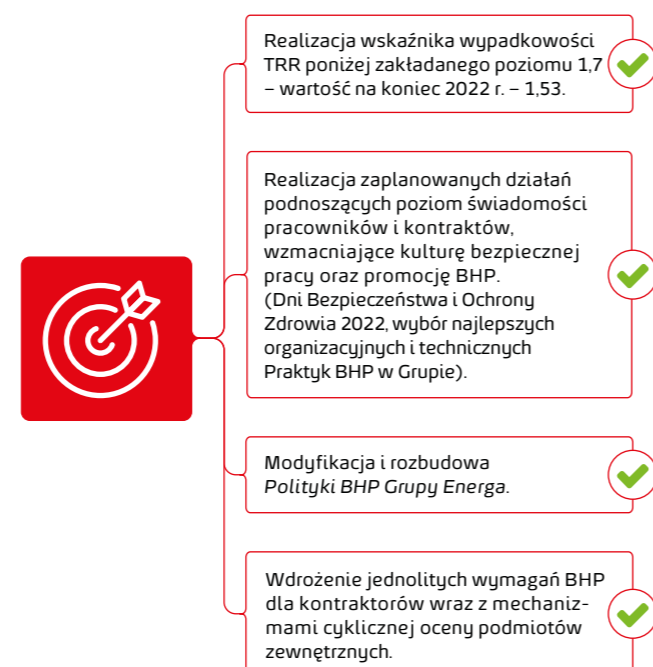 Realizacja wskaźnika wypadkowości
TRR poniżej zakładanego poziomu 1,7
– wartość na koniec 2022 r. – 1,53.
Realizacja zaplanowanych działań
podnoszących poziom świadomości
pracowników i kontraktów,
wzmacniające kulturę bezpiecznej
pracy oraz promocję BHP.
(Dni Bezpieczeństwa i Ochrony
Zdrowia 2022, wybór najlepszych
organizacyjnych i technicznych
Praktyk BHP w Grupie).
Modyfikacja i rozbudowa
Polityki BHP Grupy Energa.
Wdrożenie jednolitych wymagań BHP
dla kontraktorów wraz z mechaniz-
mami cyklicznej oceny podmiotów
zewnętrznych.